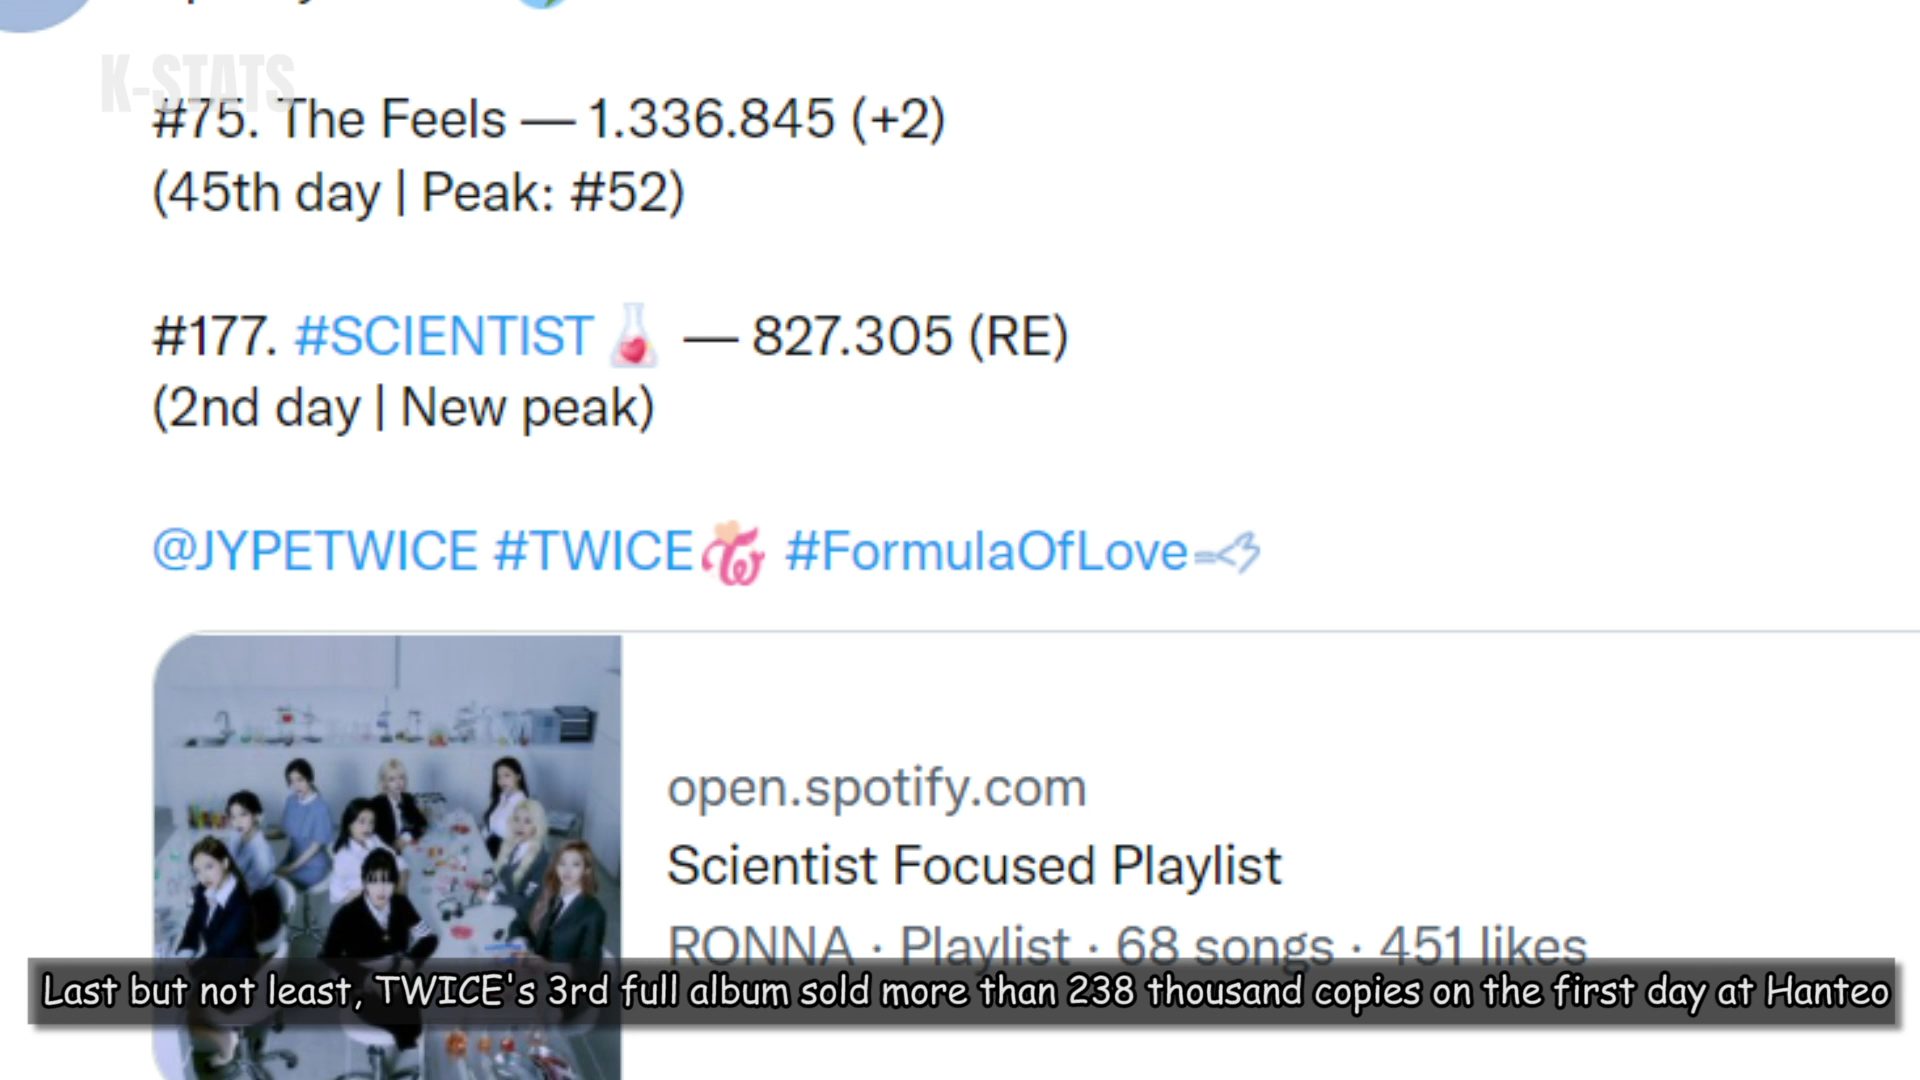 K-STATS
#75. The Feels — 1.336.845 (+2)
(45th day | Peak: #52)
#177. #SCIENTIST — 827.305 (RE)
(2nd day | New peak)
@JYPETWICE #TWICE #FormulaOfLove
open.spotify.com
Scientist Focused Playlist
RONNA · Playlist · 68 songs · 451 likes
Last but not least, TWICE's 3rd full album sold more than 238 thousand copies on the first day at Hanteo